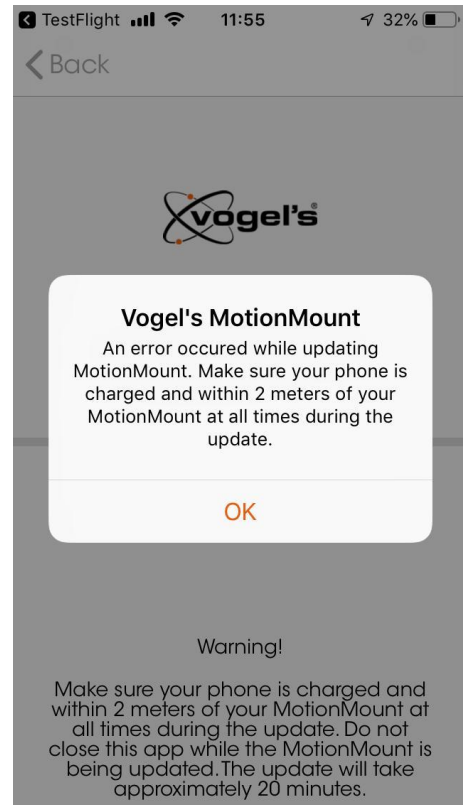 TestFlight 11:55 32%
Back
vogel's®
Vogel's MotionMount
An error occured while updating
MotionMount. Make sure your phone is
charged and within 2 meters of your
MotionMount at all times during the
update.
OK
Warning!
Make sure your phone is charged and
within 2 meters of your MotionMount at
all times during the update. Do not
close this app while the MotionMount is
being updated.The update will take
approximately 20 minutes.